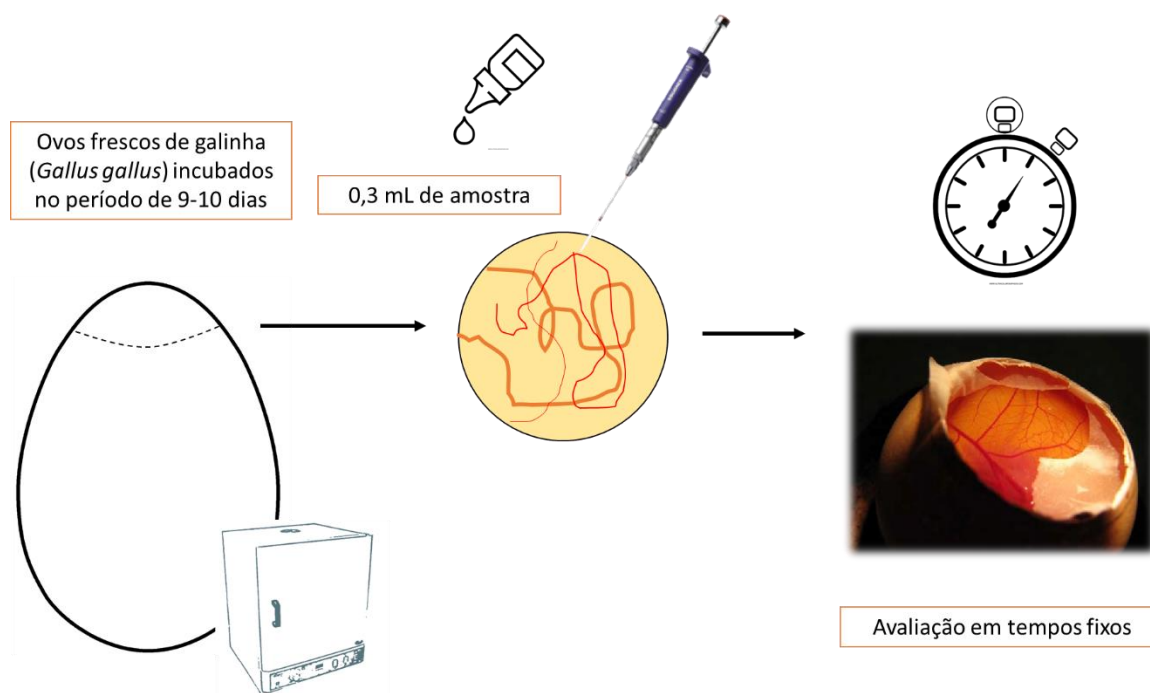 Ovos frescos de galinha
(Gallus gallus) incubados
no período de 9-10 dias
0,3 mL de amostra
Avaliação em tempos fixos